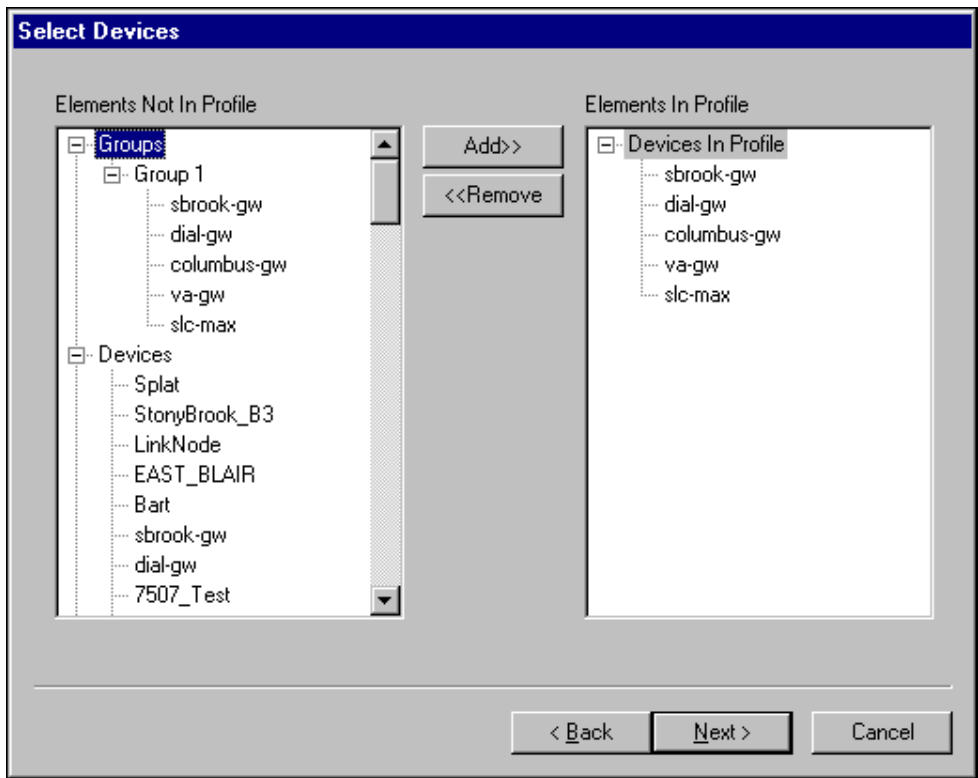 Select Devices
Elements Not In Profile
Groups
Group 1
sbrook-gw
dial-gw
columbus-gw
va-gw
slc-max
Devices
Splat
StonyBrook_B3
LinkNode
EAST_BLAIR
Bart
sbrook-gw
dial-gw
7507_Test
Add>>
<<Remove
Elements In Profile
Devices In Profile
sbrook-gw
dial-gw
columbus-gw
va-gw
slc-max
< Back
Next >
Cancel